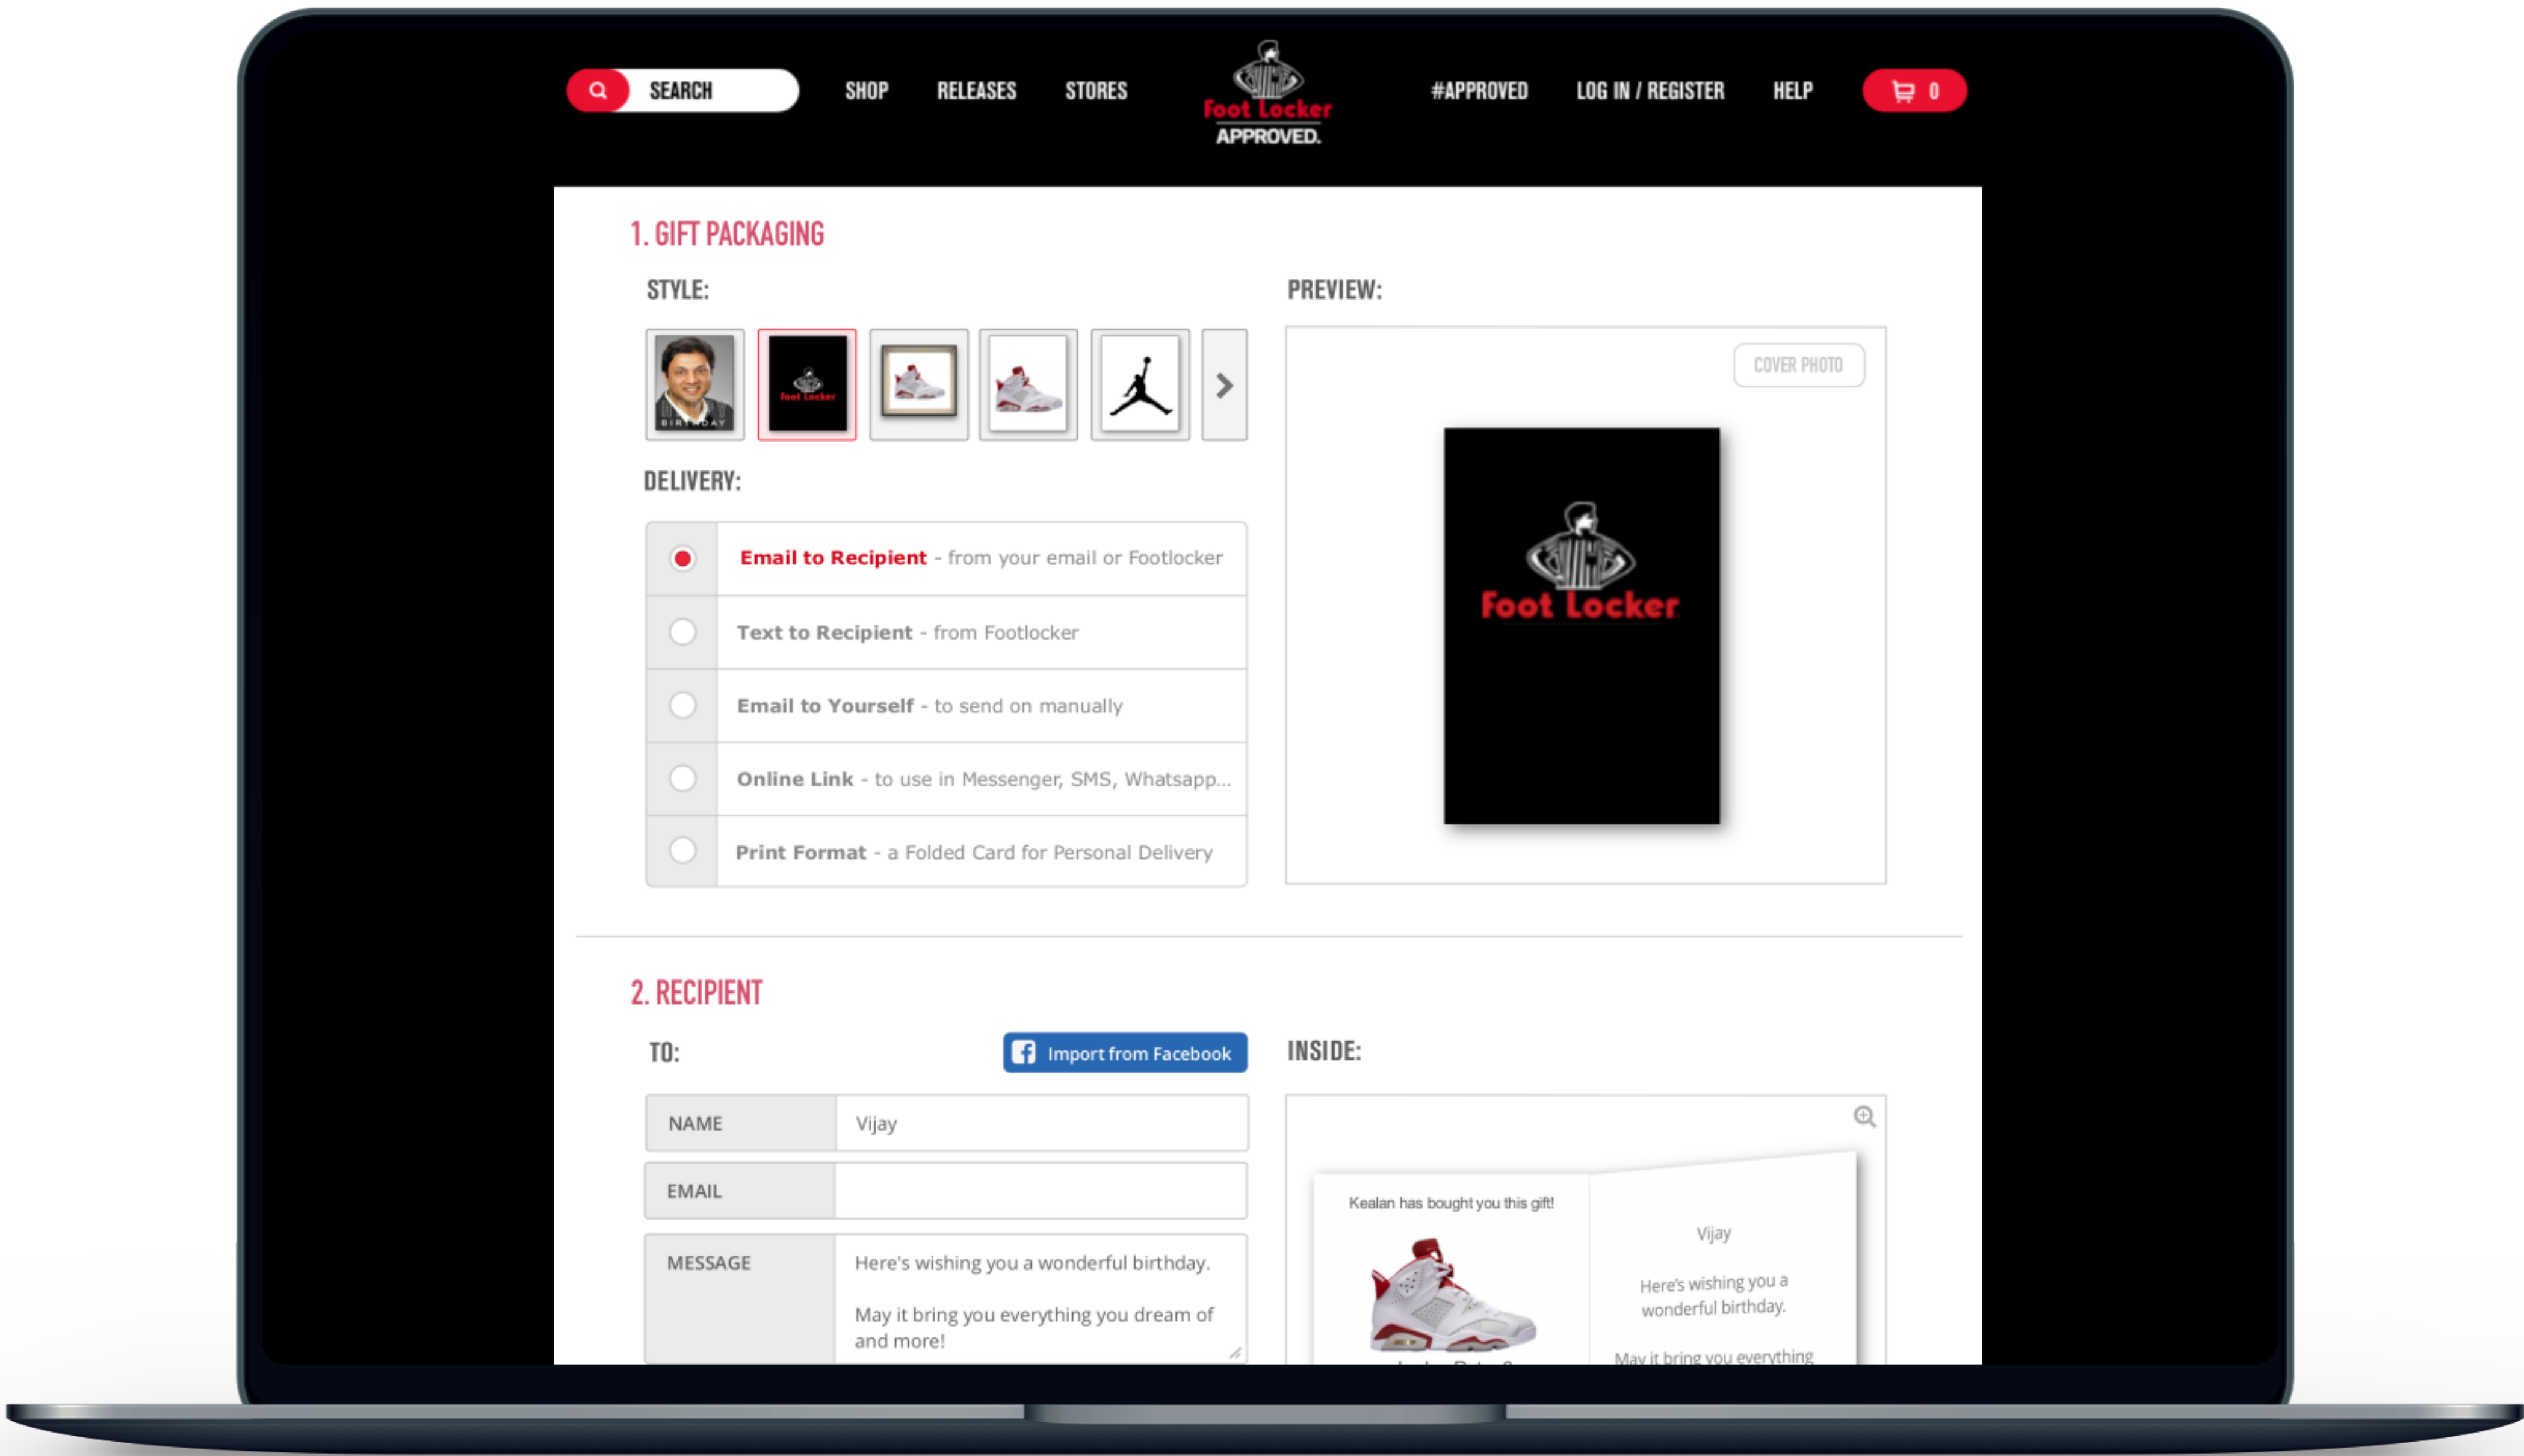 SEARCH
SHOP
RELEASES
STORES
Foot Locker
APPROVED.
#APPROVED
LOG IN / REGISTER
HELP
0
1. GIFT PACKAGING
STYLE:
BIRTHDAY
Foot Locker
DELIVERY:
Email to Recipient - from your email or Footlocker
Text to Recipient - from Footlocker
Email to Yourself - to send on manually
Online Link - to use in Messenger, SMS, Whatsapp...
Print Format - a Folded Card for Personal Delivery
PREVIEW:
COVER PHOTO
Foot Locker
2. RECIPIENT
TO:
Import from Facebook
NAME
Vijay
EMAIL
MESSAGE
Here's wishing you a wonderful birthday.
May it bring you everything you dream of
and more!
INSIDE:
Kealan has bought you this gift!
Vijay
Here's wishing you a
wonderful birthday.
May it bring you everything